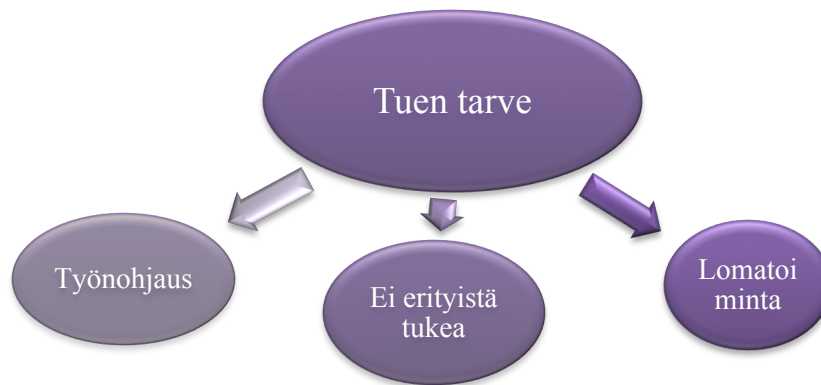 Tuen tarve
Työnohjaus
Ei erityistä
tukea
Lomatoi
minta